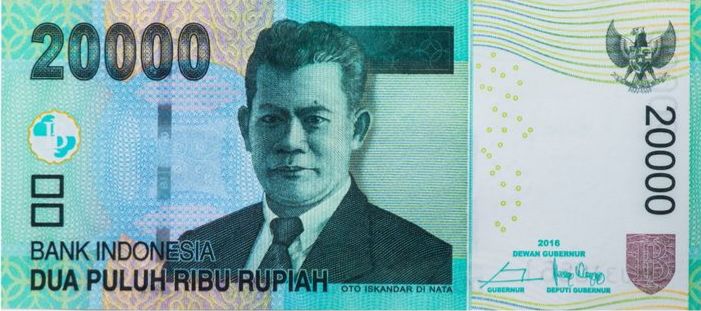 20000
BANK INDONESIA
DUA PULUH RIBU RUPIAH
OTO ISKANDAR DI NATA
20000
2016
DEWAN GUBERNUR
GUBERNUR DEPUTI GUBERNUR